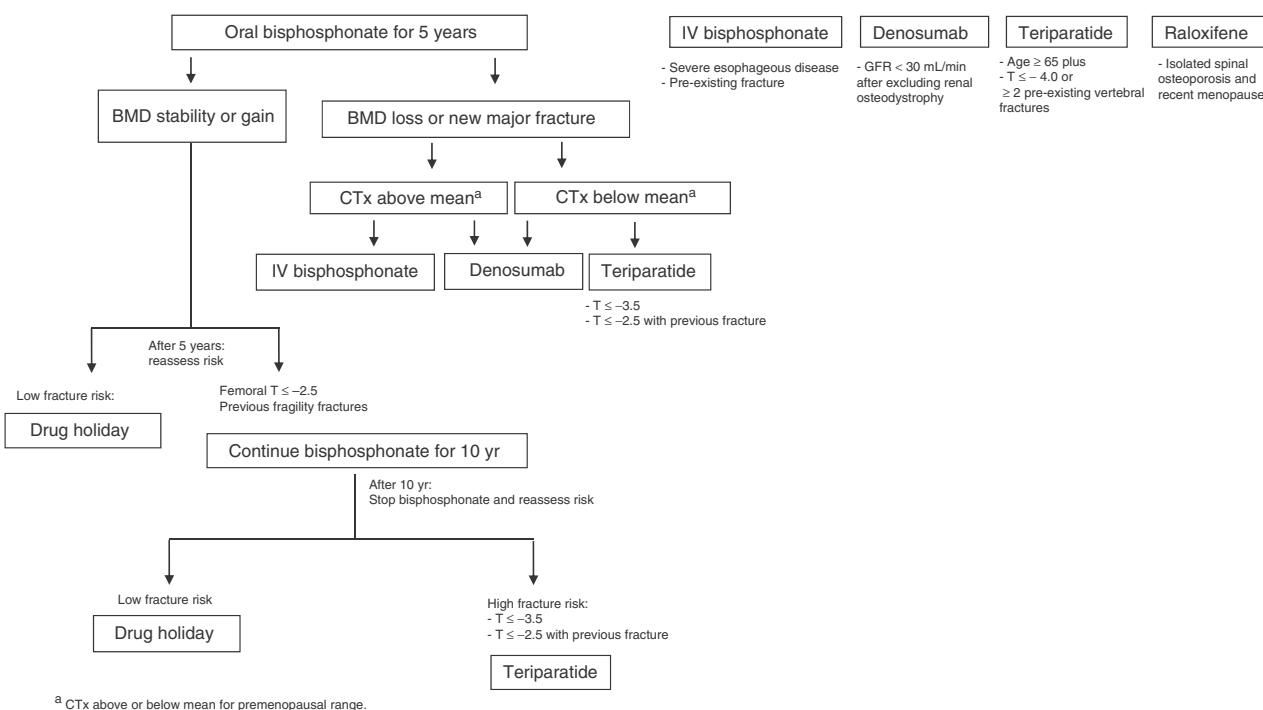 Oral bisphosphonate for 5 years
IV bisphosphonate
- Severe esophageous disease
- Pre-existing fracture
Denosumab
- GFR < 30 mL/min
after excluding renal
osteodystrophy
Teriparatide
- Age ≥ 65 plus
- T ≤ – 4.0 or
≥ 2 pre-existing vertebral
fractures
Raloxifene
- Isolated spinal
osteoporosis and
recent menopause
BMD stability or gain
BMD loss or new major fracture
CTx above meanᵃ
CTx below meanᵃ
IV bisphosphonate
Denosumab
Teriparatide
- T ≤ –3.5
- T ≤ –2.5 with previous fracture
After 5 years:
reassess risk
Low fracture risk:
Drug holiday
Femoral T ≤ –2.5
Previous fragility fractures
Continue bisphosphonate for 10 yr
After 10 yr:
Stop bisphosphonate and reassess risk
Low fracture risk
Drug holiday
High fracture risk:
- T ≤ –3.5
- T ≤ –2.5 with previous fracture
Teriparatide
ᵃ CTx above or below mean for premenopausal range.